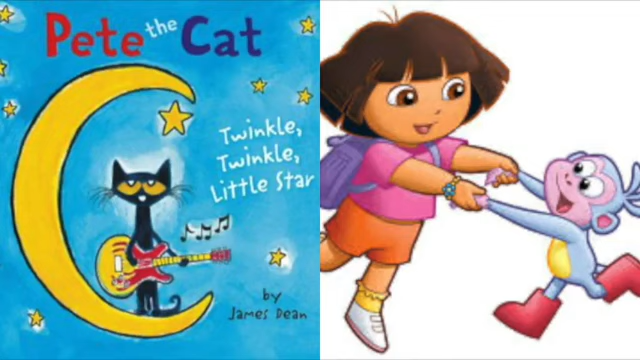 Pete the Cat
Twinkle,
Twinkle,
Little Star
by
James Dean